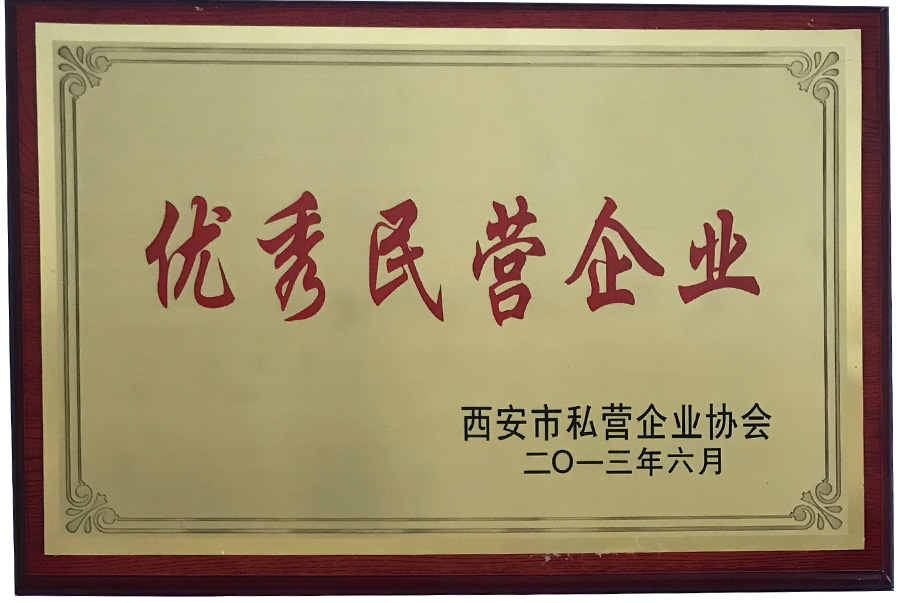 优秀民营企业
西安市私营企业协会
二〇一三年六月